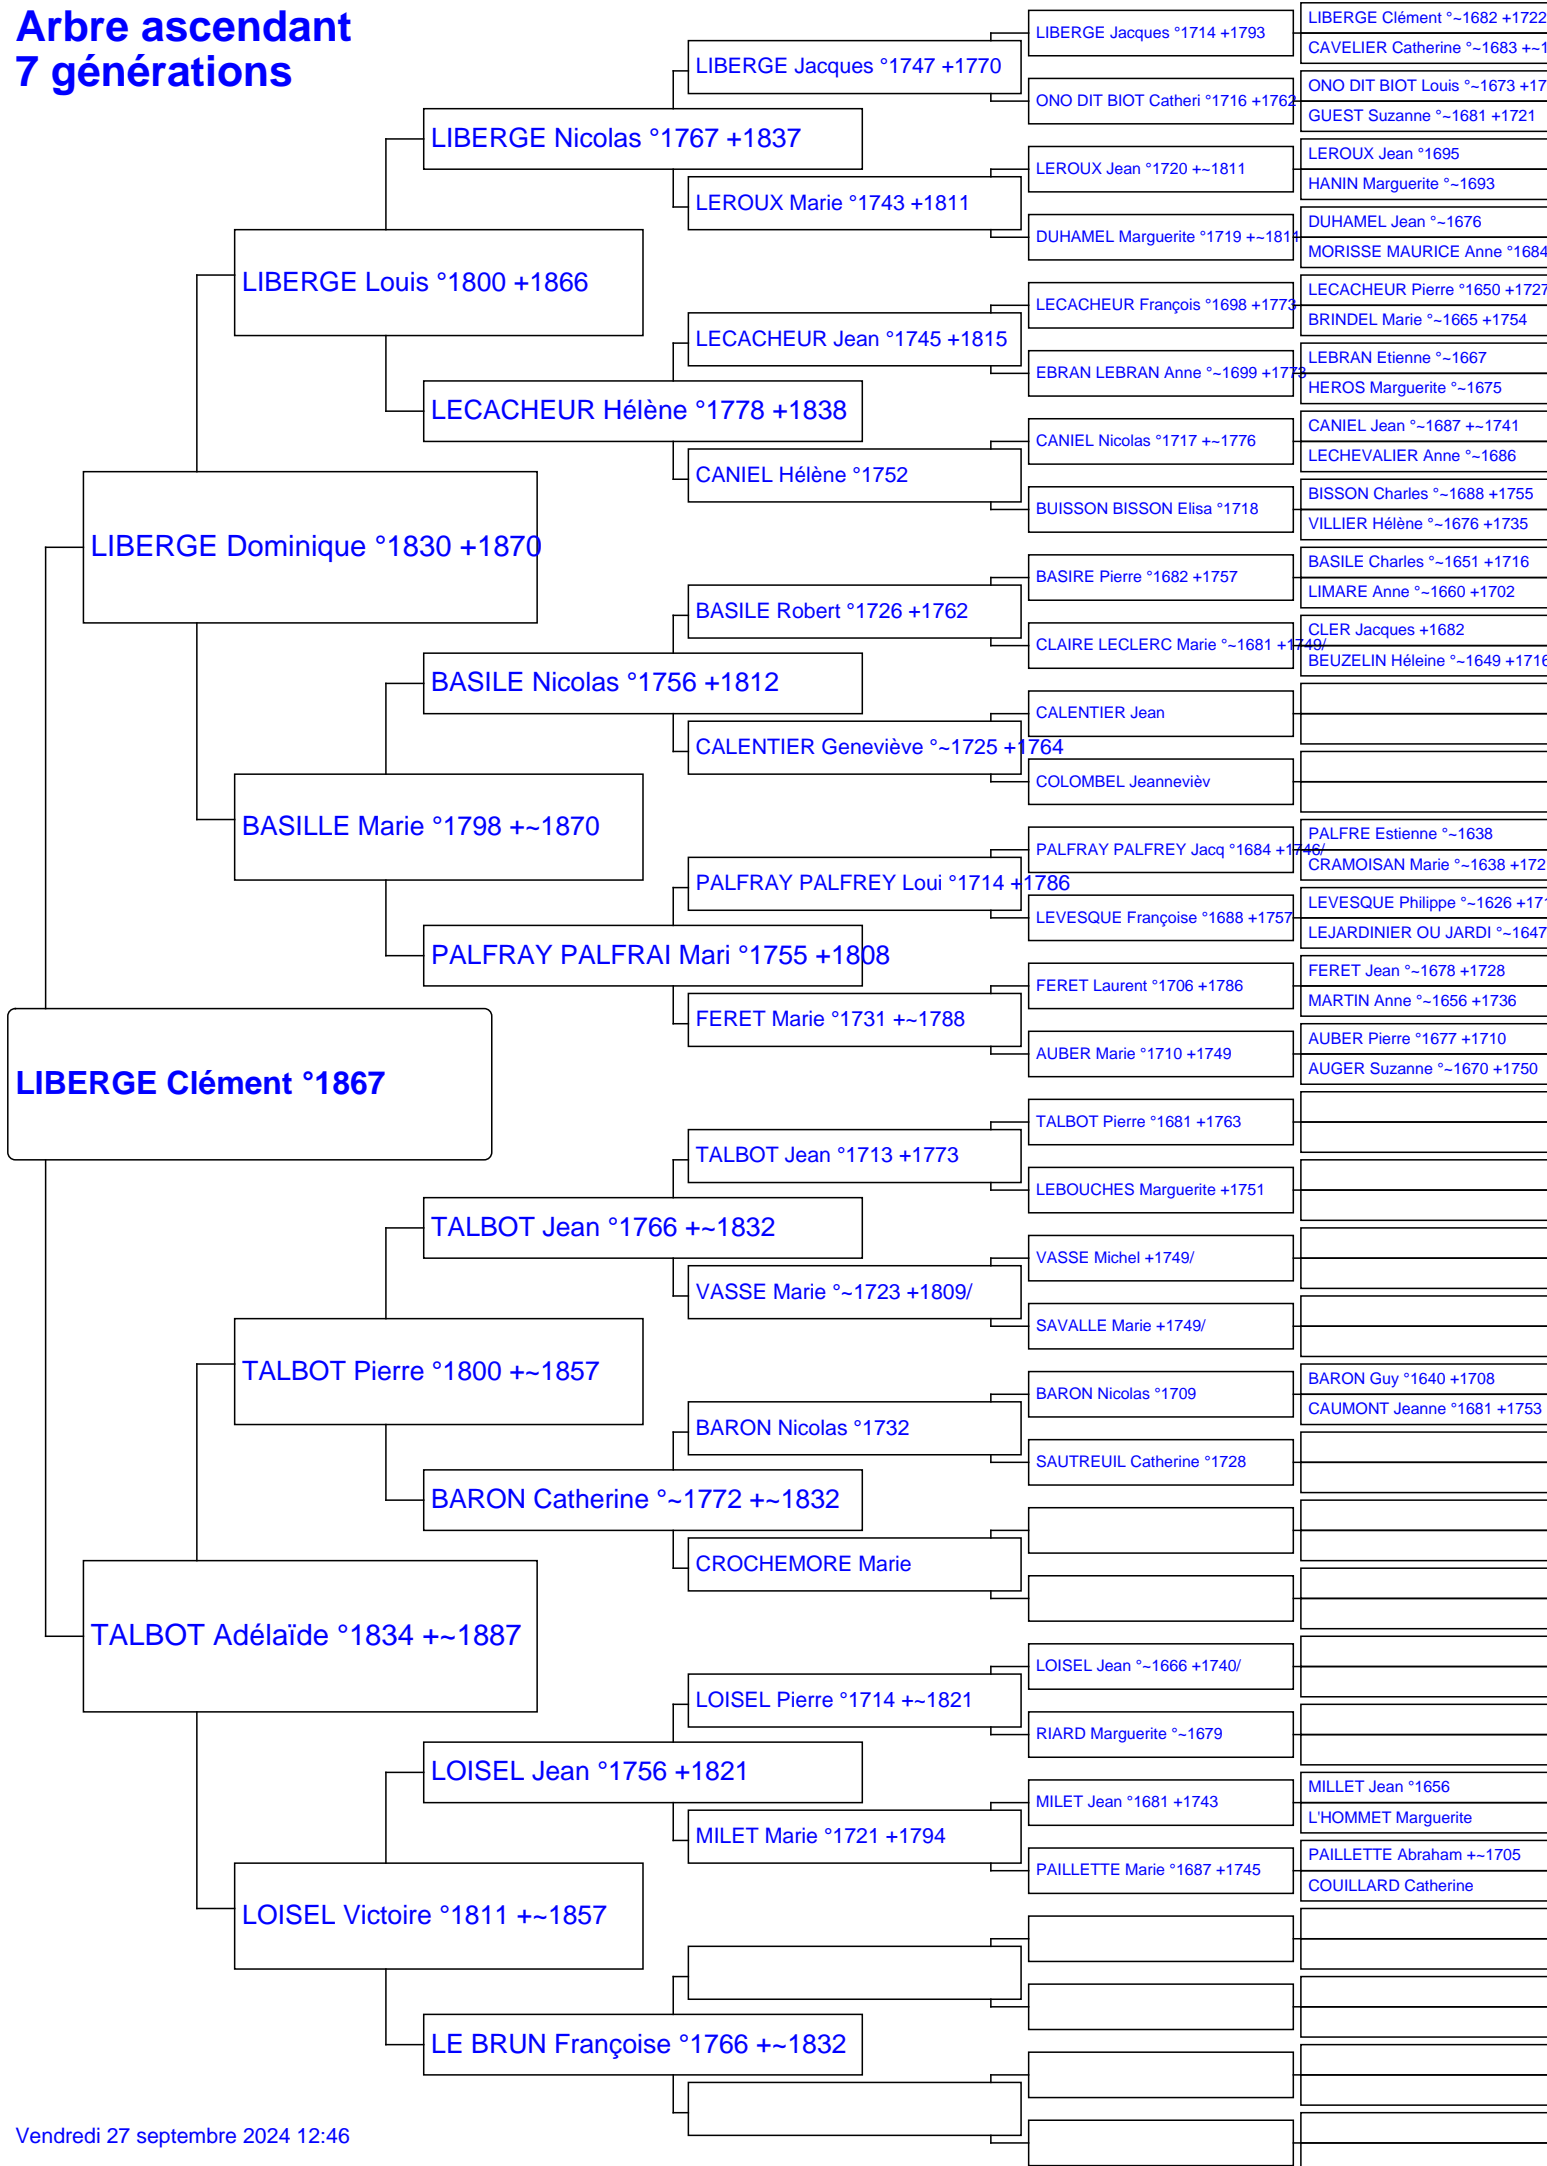 Arbre ascendant
7 générations
LIBERGE Clément °1867
LIBERGE Dominique °1830 +1870
TALBOT Adélaïde °1834 +~1887
LIBERGE Louis °1800 +1866
BASILLE Marie °1798 +~1870
TALBOT Pierre °1800 +~1857
LOISEL Victoire °1811 +~1857
LIBERGE Nicolas °1767 +1837
LECACHEUR Hélène °1778 +1838
BASILE Nicolas °1756 +1812
PALFRAY PALFRAI Mari °1755 +1808
TALBOT Jean °1766 +~1832
BARON Catherine °~1772 +~1832
LOISEL Jean °1756 +1821
LE BRUN Françoise °1766 +~1832
LIBERGE Jacques °1747 +1770
LEROUX Marie °1743 +1811
LECACHEUR Jean °1745 +1815
CANIEL Hélène °1752
BASILE Robert °1726 +1762
CALENTIER Geneviève °~1725 +1764
PALFRAY PALFREY Loui °1714 +1786
FERET Marie °1731 +~1788
TALBOT Jean °1713 +1773
VASSE Marie °~1723 +1809/
BARON Nicolas °1732
CROCHEMORE Marie
LOISEL Pierre °1714 +~1821
MILET Marie °1721 +1794
LIBERGE Jacques °1714 +1793
ONO DIT BIOT Catheri °1716 +1762
LEROUX Jean °1720 +~1811
DUHAMEL Marguerite °1719 +~1811
LECACHEUR François °1698 +1773
EBRAN LEBRAN Anne °~1699 +1773
CANIEL Nicolas °1717 +~1776
BUISSON BISSON Elisa °1718
BASIRE Pierre °1682 +1757
CLAIRE LECLERC Marie °~1681 +1749/
CALENTIER Jean
COLOMBEL Jeannevièv
PALFRAY PALFREY Jacq °1684 +1746/
LEVESQUE Françoise °1688 +1757
FERET Laurent °1706 +1786
AUBER Marie °1710 +1749
TALBOT Pierre °1681 +1763
LEBOUCHES Marguerite +1751
VASSE Michel +1749/
SAVALLE Marie +1749/
BARON Nicolas °1709
SAUTREUIL Catherine °1728
LOISEL Jean °~1666 +1740/
RIARD Marguerite °~1679
MILET Jean °1681 +1743
PAILLETTE Marie °1687 +1745
LIBERGE Clément °~1682 +1722
CAVELIER Catherine °~1683 +~1
ONO DIT BIOT Louis °~1673 +17
GUEST Suzanne °~1681 +1721
LEROUX Jean °1695
HANIN Marguerite °~1693
DUHAMEL Jean °~1676
MORISSE MAURICE Anne °1684
LECACHEUR Pierre °1650 +1727
BRINDEL Marie °~1665 +1754
LEBRAN Etienne °~1667
HEROS Marguerite °~1675
CANIEL Jean °~1687 +~1741
LECHEVALIER Anne °~1686
BISSON Charles °~1688 +1755
VILLIER Hélène °~1676 +1735
BASILE Charles °~1651 +1716
LIMARE Anne °~1660 +1702
CLER Jacques +1682
BEUZELIN Héleine °~1649 +1716
PALFRE Estienne °~1638
CRAMOISAN Marie °~1638 +172
LEVESQUE Philippe °~1626 +171
LEJARDINIER OU JARDI °~1647
FERET Jean °~1678 +1728
MARTIN Anne °~1656 +1736
AUBER Pierre °1677 +1710
AUGER Suzanne °~1670 +1750
BARON Guy °1640 +1708
CAUMONT Jeanne °1681 +1753
MILLET Jean °1656
L'HOMMET Marguerite
PAILLETTE Abraham +~1705
COUILLARD Catherine
Vendredi 27 septembre 2024 12:46